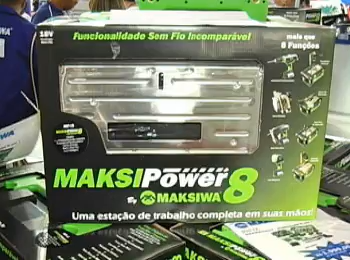 18V
Funcionalidade Sem Fio Incomparável
mais que
8 Funções
MAKSIPower 8
By MAKSIWA
Uma estação de trabalho completa em suas mãos!